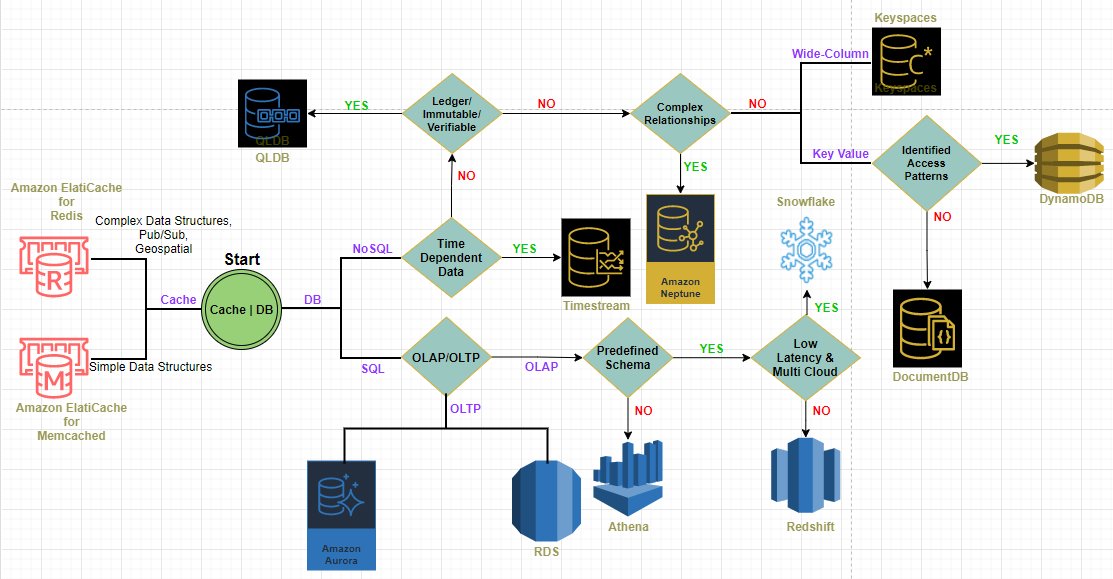 Keyspaces
Wide-Column
Keyspaces
Ledger/
Immutable/
Verifiable
YES
NO
Complex
Relationships
NO
QLDB
QLDB
Key Value
Identified
Access
Patterns
YES
DynamoDB
NO
YES
NO
Amazon ElatiCache
for
Redis
Complex Data Structures,
Pub/Sub,
Geospatial
R
Start
Cache
Cache | DB
DB
NoSQL
Time
Dependent
Data
YES
Timestream
Amazon
Neptune
Snowflake
YES
DocumentDB
M
Simple Data Structures
Amazon ElatiCache
for
Memcached
SQL
OLAP/OLTP
OLAP
Predefined
Schema
YES
Low
Latency &
Multi Cloud
OLTP
NO
NO
Amazon
Aurora
RDS
Athena
Redshift
C*